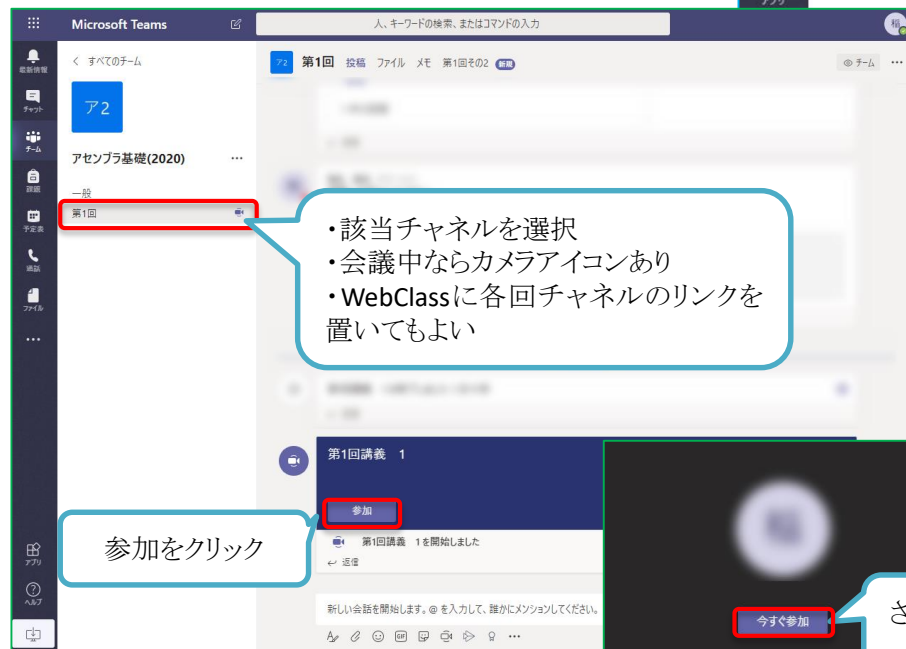 アプリ
Microsoft Teams
人、キーワードの検索、またはコマンドの入力
最新情報
チャット
チーム
課題
予定表
通話
ファイル
アプリ
ヘルプ
すべてのチーム
ア2
アセンブラ基礎(2020)
一般
第1回
ア2 第1回 投稿 ファイル メモ 第1回その2 新規
チーム
・該当チャネルを選択
・会議中ならカメラアイコンあり
・WebClassに各回チャネルのリンクを
置いてもよい
第1回講義 1
参加
参加をクリック
第1回講義 1を開始しました
返信
新しい会話を開始します。@ を入力して、誰かにメンションしてください。
GIF
今すぐ参加